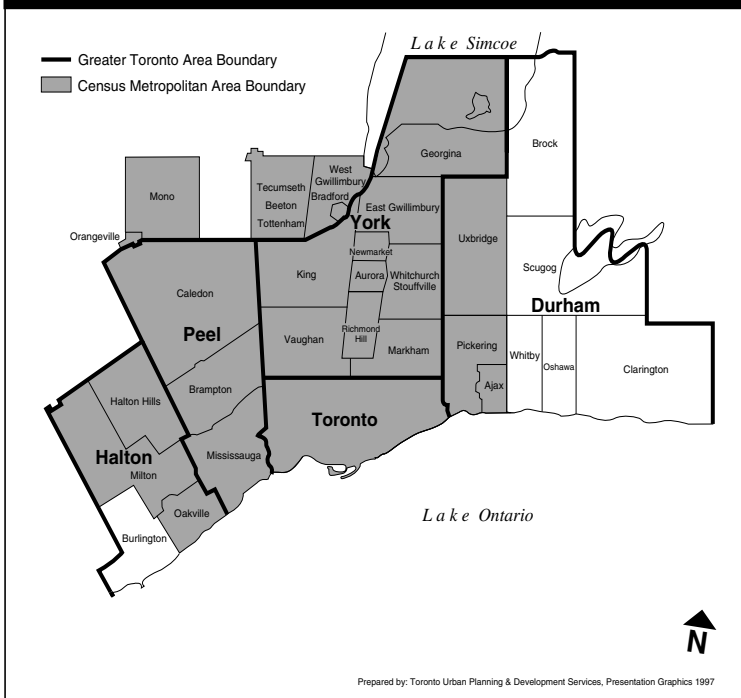 Lake Simcoe
Greater Toronto Area Boundary
Census Metropolitan Area Boundary
Brock
Georgina
West
Gwillimbury
Mono
Tecumseth
Bradford
Beeton
East Gwillimbury
Tottenham
York
Orangeville
Uxbridge
Newmarket
King
Aurora
Whitchurch
Stouffville
Scugog
Caledon
Durham
Peel
Richmond
Hill
Vaughan
Markham
Pickering
Whitby
Oshawa
Clarington
Ajax
Brampton
Halton Hills
Toronto
Halton
Mississauga
Milton
Oakville
Lake Ontario
Burlington
N
Prepared by: Toronto Urban Planning & Development Services, Presentation Graphics 1997